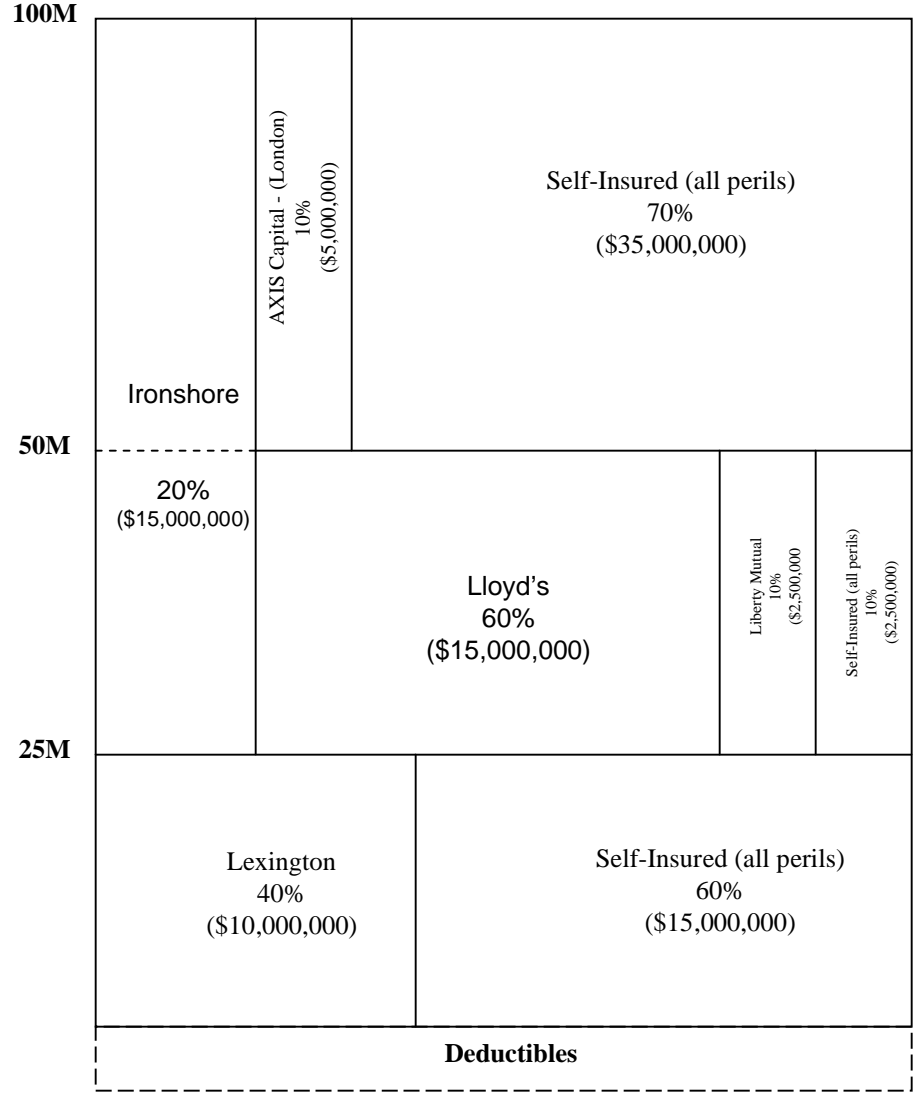 100M
AXIS Capital - (London)
10%
($5,000,000)
Self-Insured (all perils)
70%
($35,000,000)
Ironshore
50M
20%
($15,000,000)
Lloyd's
60%
($15,000,000)
Liberty Mutual
10%
($2,500,000
Self-Insured (all perils)
10%
($2,500,000)
25M
Lexington
40%
($10,000,000)
Self-Insured (all perils)
60%
($15,000,000)
Deductibles